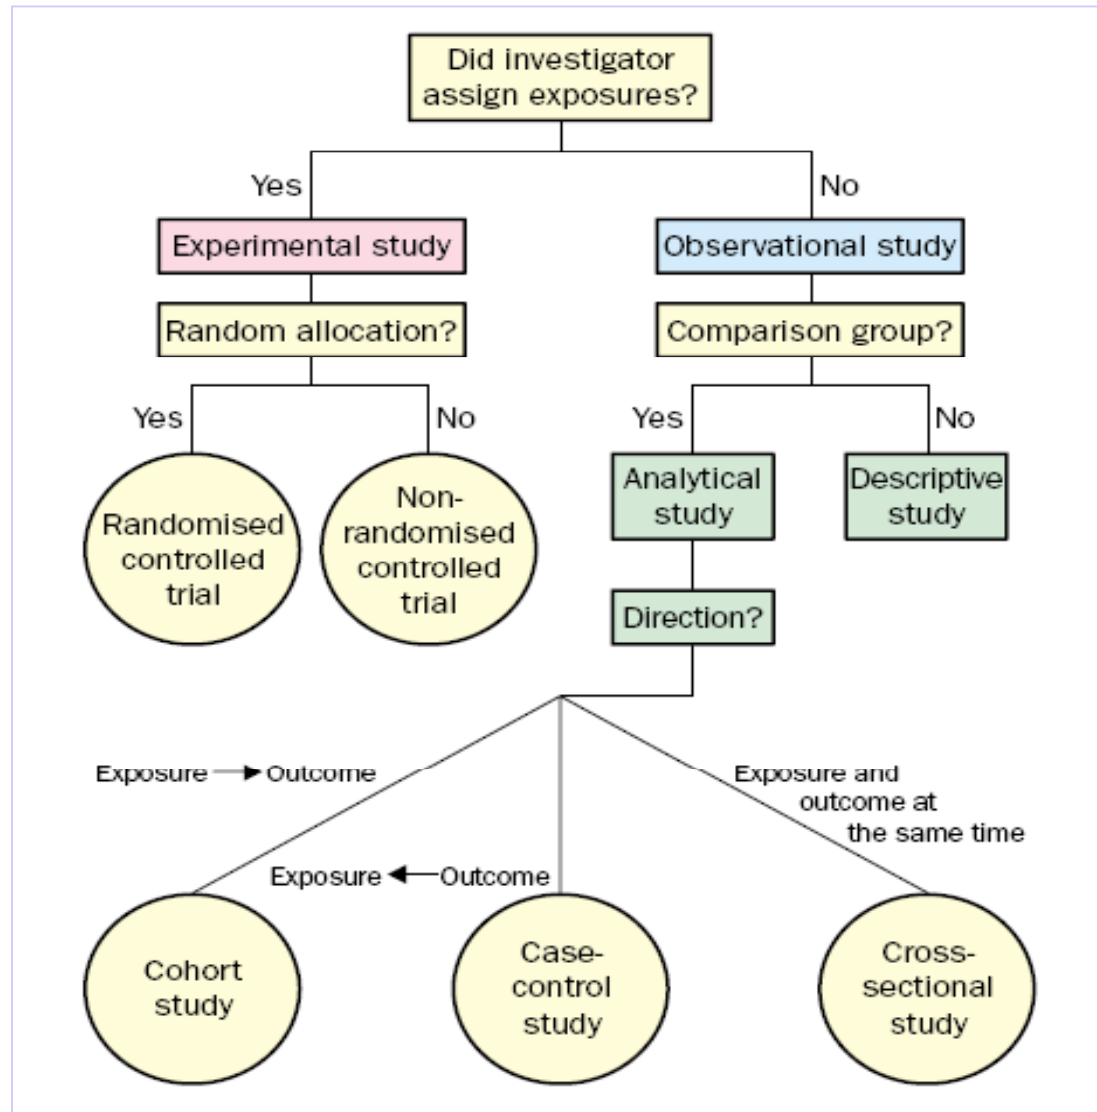 Did investigator
assign exposures?
Yes
No
Experimental study
Observational study
Random allocation?
Comparison group?
Yes
No
Yes
No
Randomised
controlled
trial
Non-
randomised
controlled
trial
Analytical
study
Descriptive
study
Direction?
Exposure → Outcome
Exposure and
outcome at
the same time
Exposure ← Outcome
Cohort
study
Case-
control
study
Cross-
sectional
study